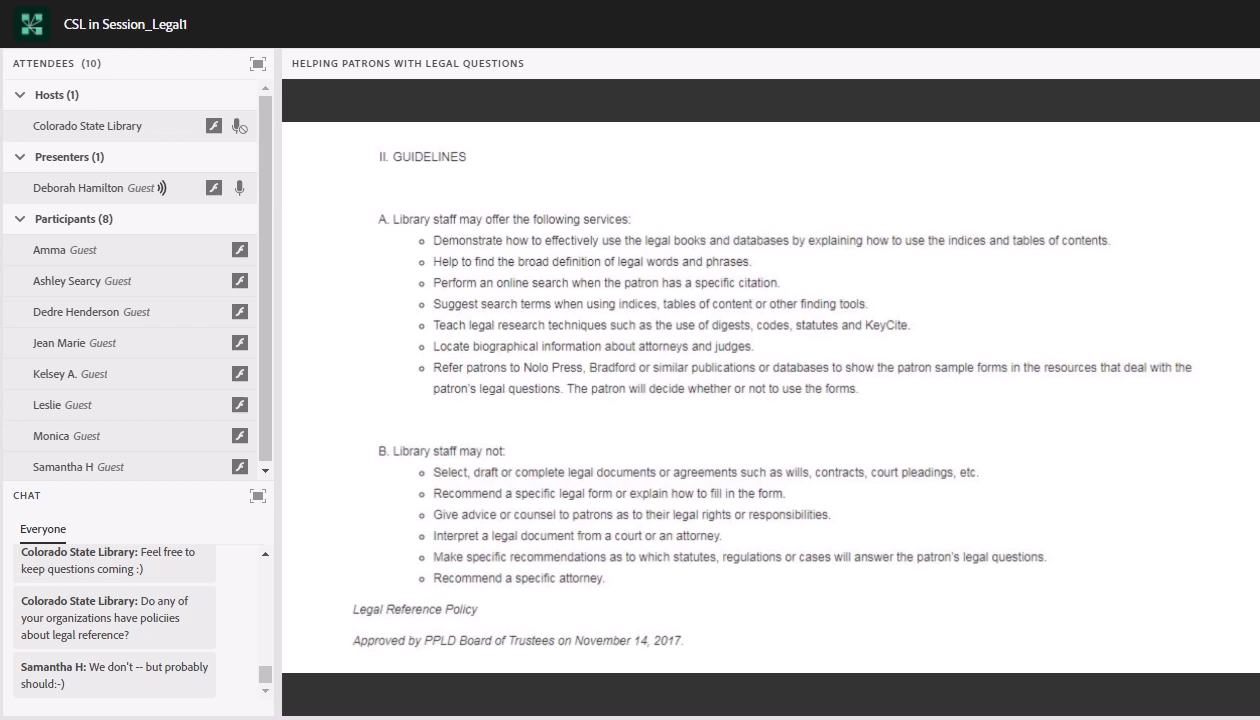 CSL in Session_Legal1
ATTENDEES (10)
Hosts (1)
Colorado State Library
Presenters (1)
Deborah Hamilton Guest
Participants (8)
Amma Guest
Ashley Searcy Guest
Dedre Henderson Guest
Jean Marie Guest
Kelsey A. Guest
Leslie Guest
Monica Guest
Samantha H Guest
CHAT
Everyone
Colorado State Library: Feel free to
keep questions coming :)
Colorado State Library: Do any of
your organizations have policiies
about legal reference?
Samantha H: We don't -- but probably
should:-)
HELPING PATRONS WITH LEGAL QUESTIONS
II. GUIDELINES
A. Library staff may offer the following services:
Demonstrate how to effectively use the legal books and databases by explaining how to use the indices and tables of contents.
Help to find the broad definition of legal words and phrases.
Perform an online search when the patron has a specific citation.
Suggest search terms when using indices, tables of content or other finding tools.
Teach legal research techniques such as the use of digests, codes, statutes and KeyCite.
Locate biographical information about attorneys and judges.
Refer patrons to Nolo Press, Bradford or similar publications or databases to show the patron sample forms in the resources that deal with the
patron's legal questions. The patron will decide whether or not to use the forms.
B. Library staff may not:
Select, draft or complete legal documents or agreements such as wills, contracts, court pleadings, etc.
Recommend a specific legal form or explain how to fill in the form.
Give advice or counsel to patrons as to their legal rights or responsibilities.
Interpret a legal document from a court or an attorney.
Make specific recommendations as to which statutes, regulations or cases will answer the patron's legal questions.
Recommend a specific attorney.
Legal Reference Policy
Approved by PPLD Board of Trustees on November 14, 2017.